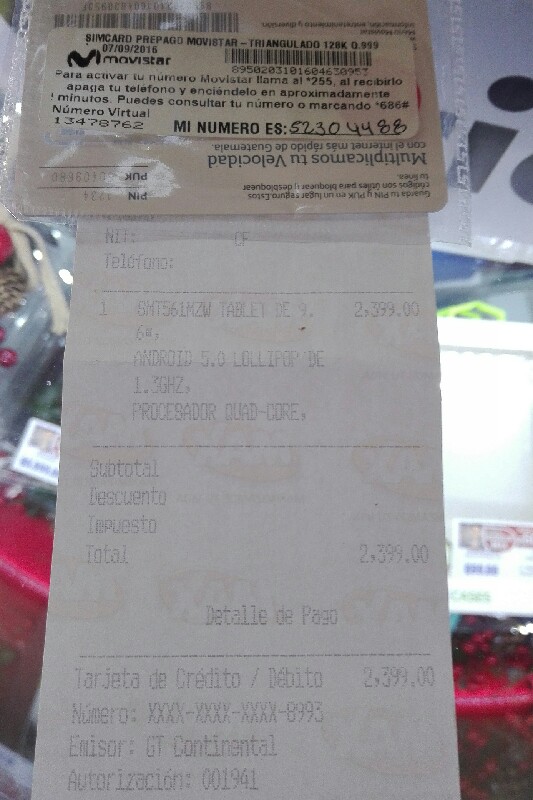 SIMCARD PREPAGO MOVISTAR - TRIANGULADO 128K 0.999
07/09/2016
movistar
8950203101604630957
Para activar tu número Movistar llama al *255, al recibirlo
apaga tu teléfono y enciéndelo en aproximadamente
minutos. Puedes consultar tu número o marcando *686#
Número Virtual
13478762
MI NUMERO ES: 52304488
Multiplicamos tu Velocidad
con el internet más rápido de Guatemala
PUK
PIN
Guarda tu PIN y PUK en un lugar seguro. Estos
códigos son útiles para bloquear y desbloquear
tu línea.
NIT: CF
Teléfono:
1 SMT561MZW TABLET DE 9. 2,399.00
6#,
ANDROID 5.0 LOLLIPOP DE
1.3GHZ,
PROCESADOR QUAD-CORE,
Subtotal
Descuento
Impuesto
Total 2,399.00
Detalle de Pago
Tarjeta de Crédito / Débito 2,399.00
Número: XXXX-XXXX-XXXX-8993
Emisor: GT Continental
Autorización: 001941